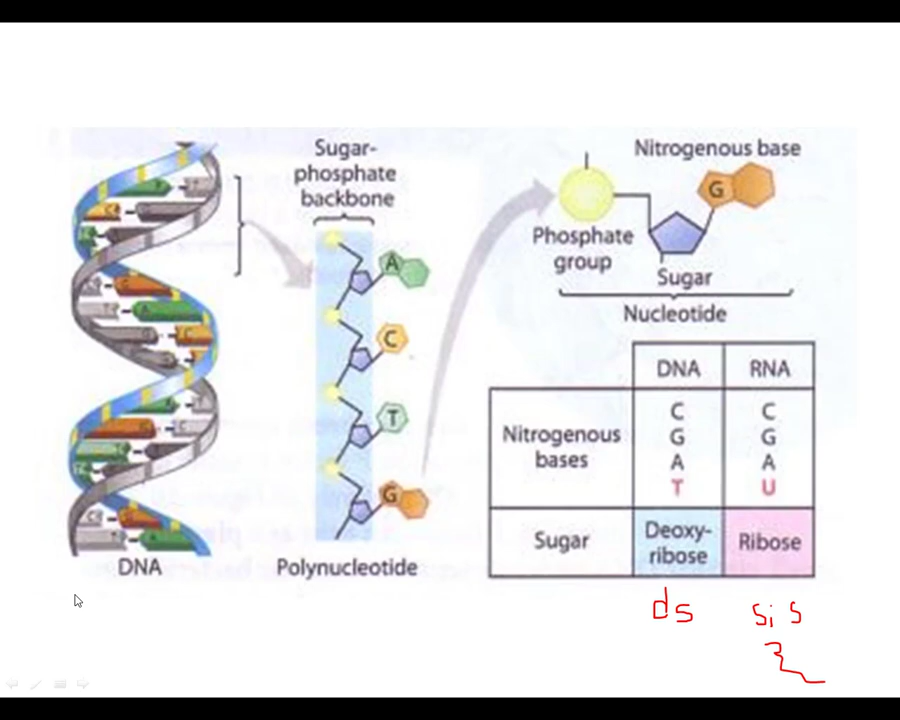 Sugar-
phosphate
backbone
A
C
T
G
DNA
Polynucleotide
Nitrogenous base
G
Phosphate
group
Sugar
Nucleotide
DNA RNA
Nitrogenous
bases
C C
G G
A A
T U
Sugar
Deoxy-
ribose
Ribose
ds